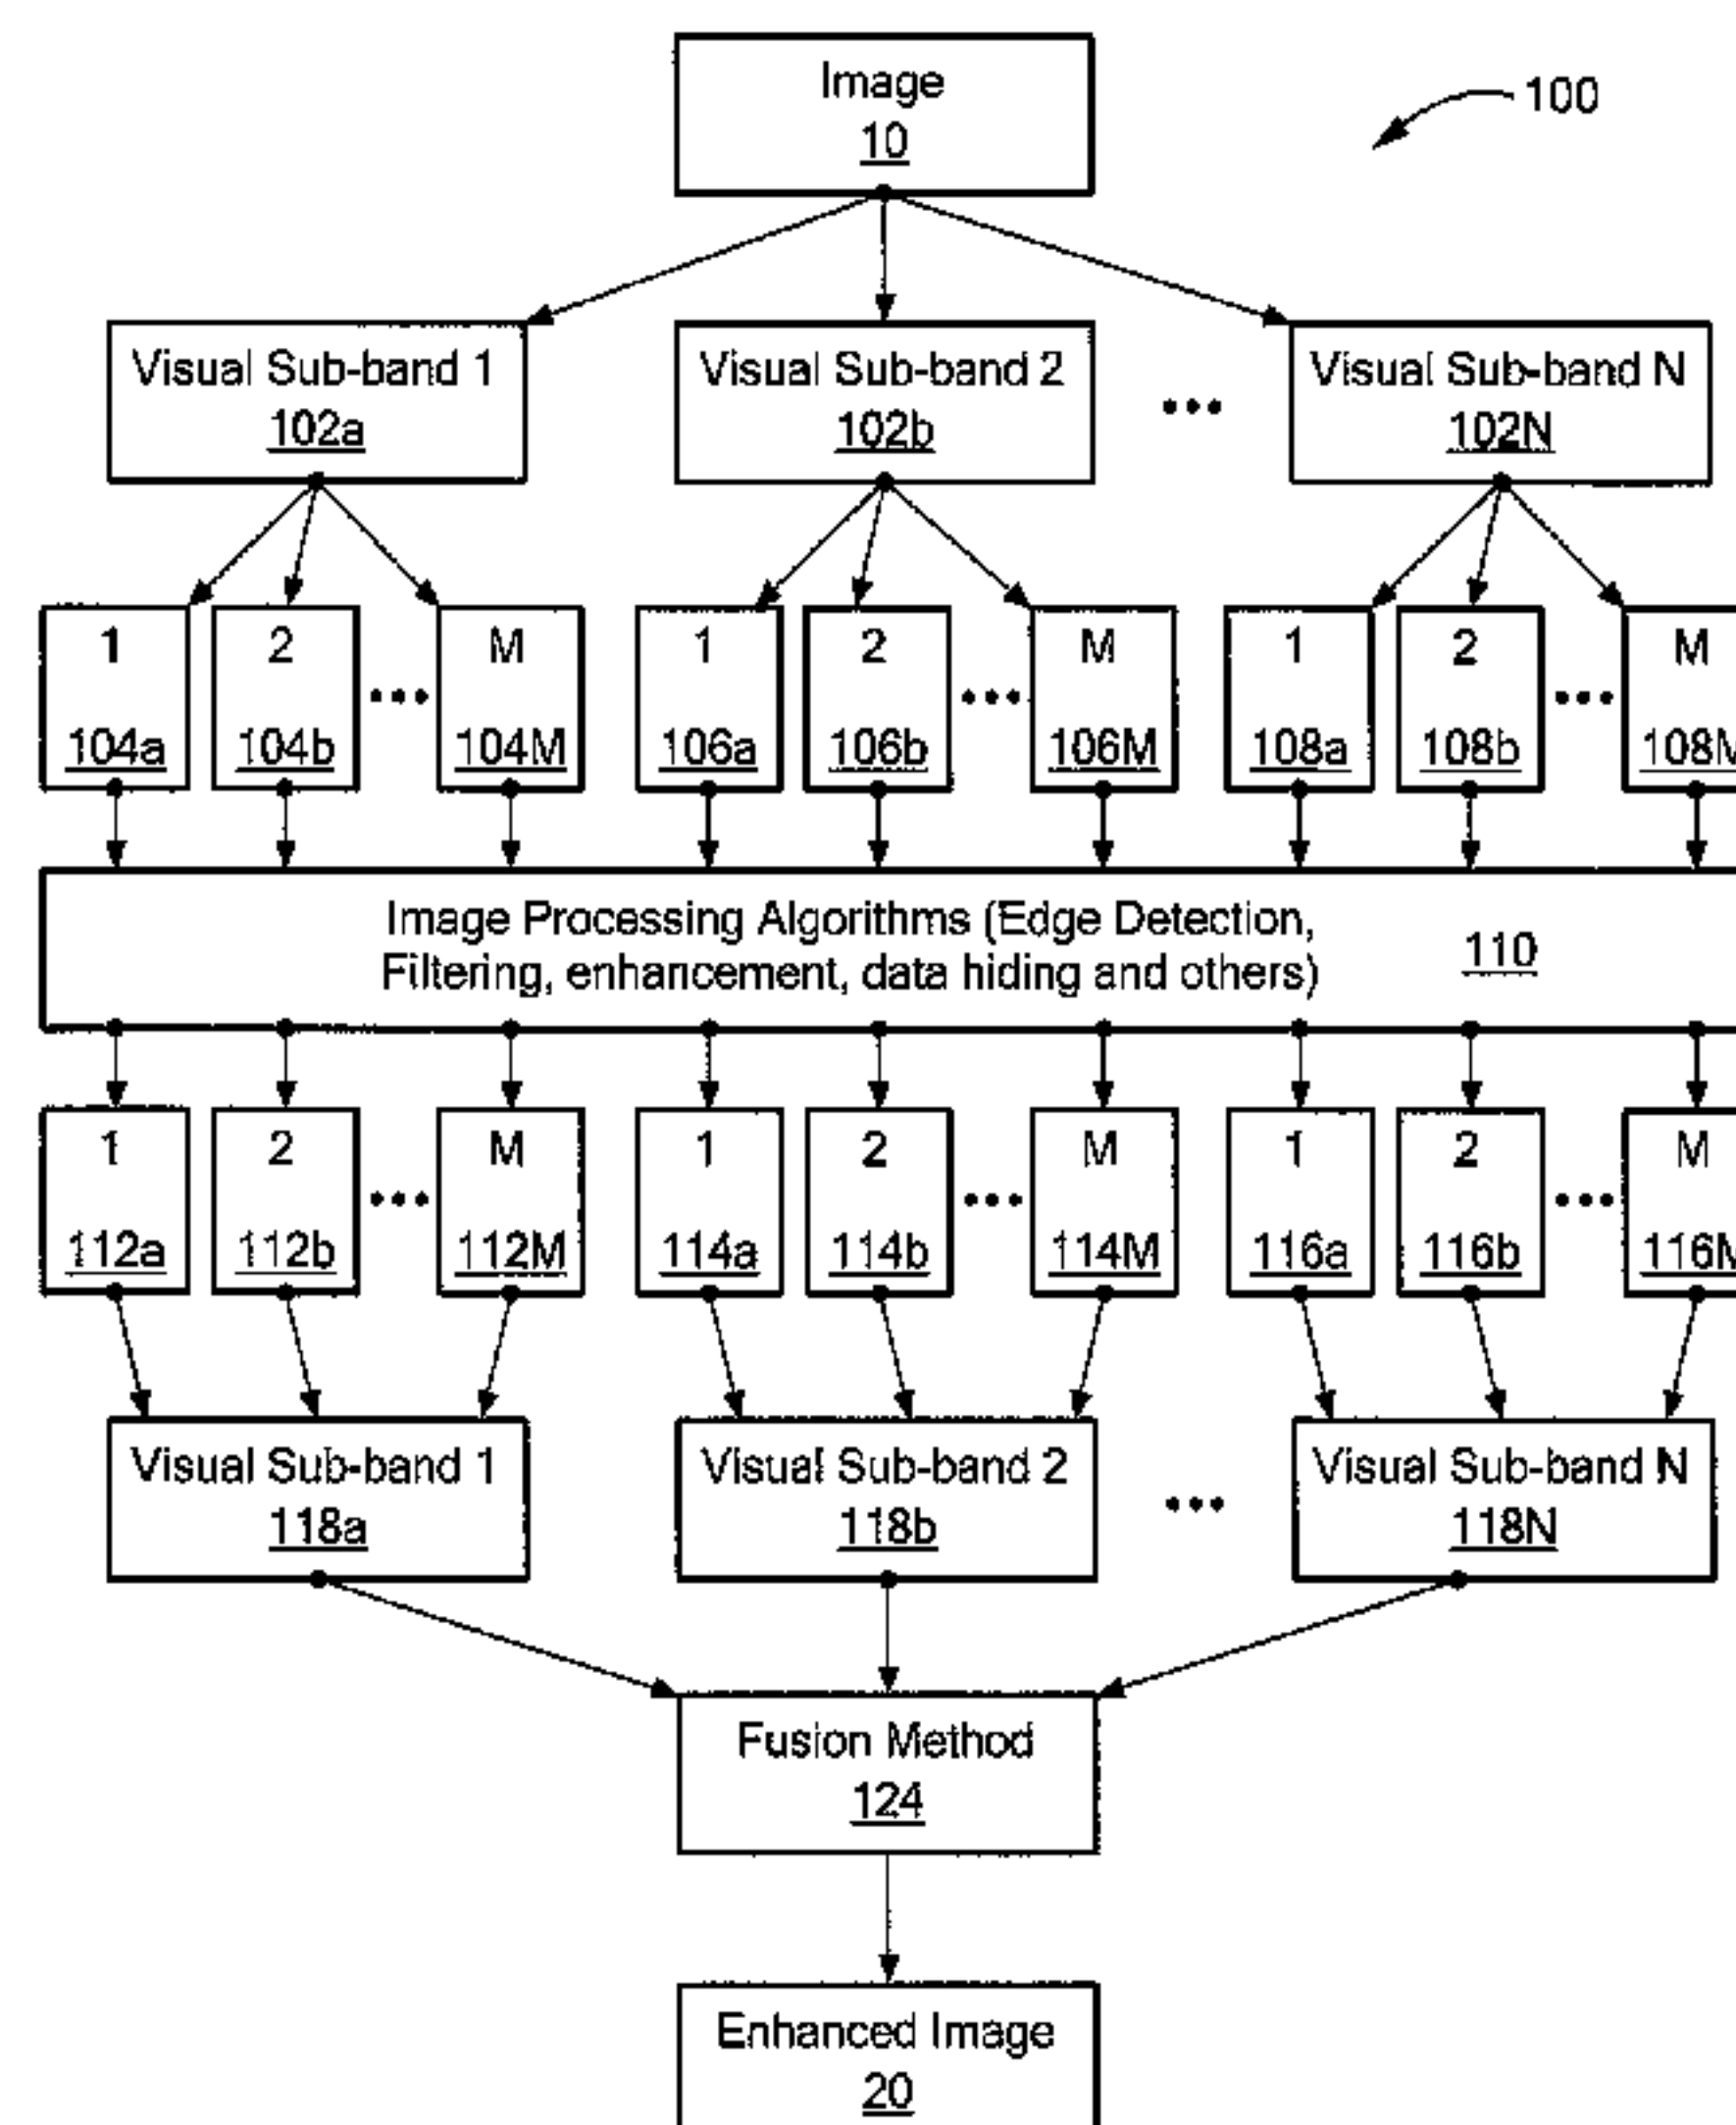 Image
10
100
Visual Sub-band 1
102a
Visual Sub-band 2
102b
...
Visual Sub-band N
102N
1
104a
2
104b
...
M
104M
1
106a
2
106b
...
M
106M
1
108a
2
108b
...
M
108M
Image Processing Algorithms (Edge Detection,
Filtering, enhancement, data hiding and others)
110
1
112a
2
112b
...
M
112M
1
114a
2
114b
...
M
114M
1
116a
2
116b
...
M
116M
Visual Sub-band 1
118a
Visual Sub-band 2
118b
...
Visual Sub-band N
118N
Fusion Method
124
Enhanced Image
20